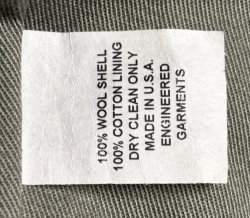 100% WOOL SHELL
100% COTTON LINING
DRY CLEAN ONLY
MADE IN U.S.A.
ENGINEERED
GARMENTS